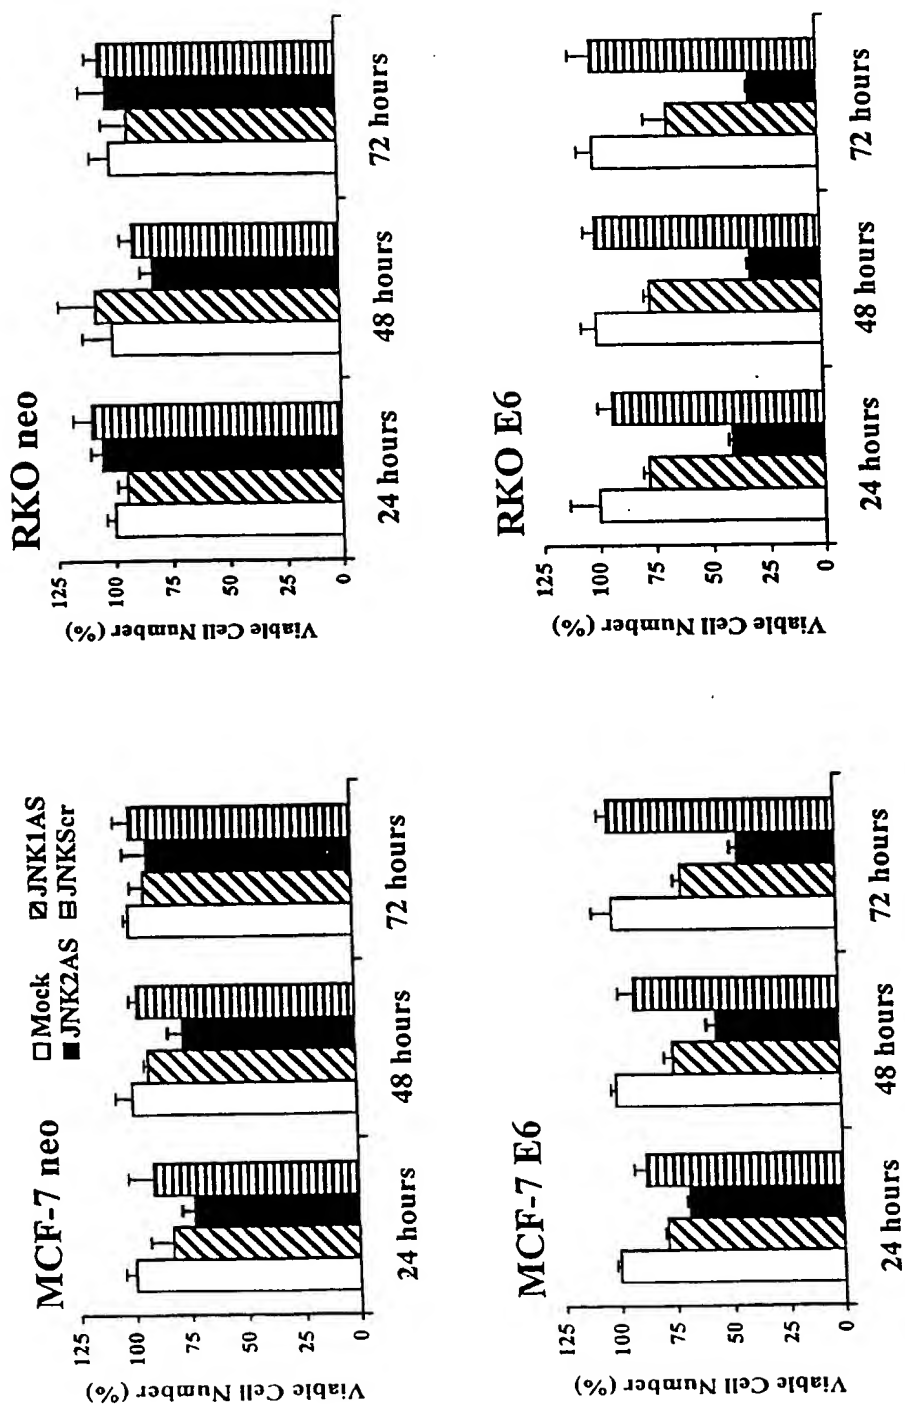 MCF-7 neo
Mock
JNK1AS
JNK2AS
JNKScr
Viable Cell Number (%)
125
100
75
50
25
0
24 hours
48 hours
72 hours
RKO neo
Viable Cell Number (%)
125
100
75
50
25
0
24 hours
48 hours
72 hours
MCF-7 E6
Viable Cell Number (%)
125
100
75
50
25
0
24 hours
48 hours
72 hours
RKO E6
Viable Cell Number (%)
125
100
75
50
25
0
24 hours
48 hours
72 hours